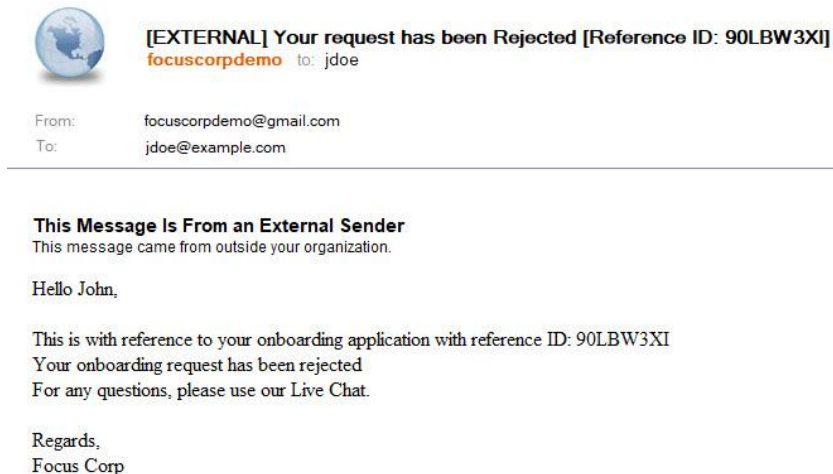 [EXTERNAL] Your request has been Rejected [Reference ID: 90LBW3XI]
focuscorpdemo to: jdoe
From: focuscorpdemo@gmail.com
To: jdoe@example.com
This Message Is From an External Sender
This message came from outside your organization.
Hello John,
This is with reference to your onboarding application with reference ID: 90LBW3XI
Your onboarding request has been rejected
For any questions, please use our Live Chat.
Regards,
Focus Corp